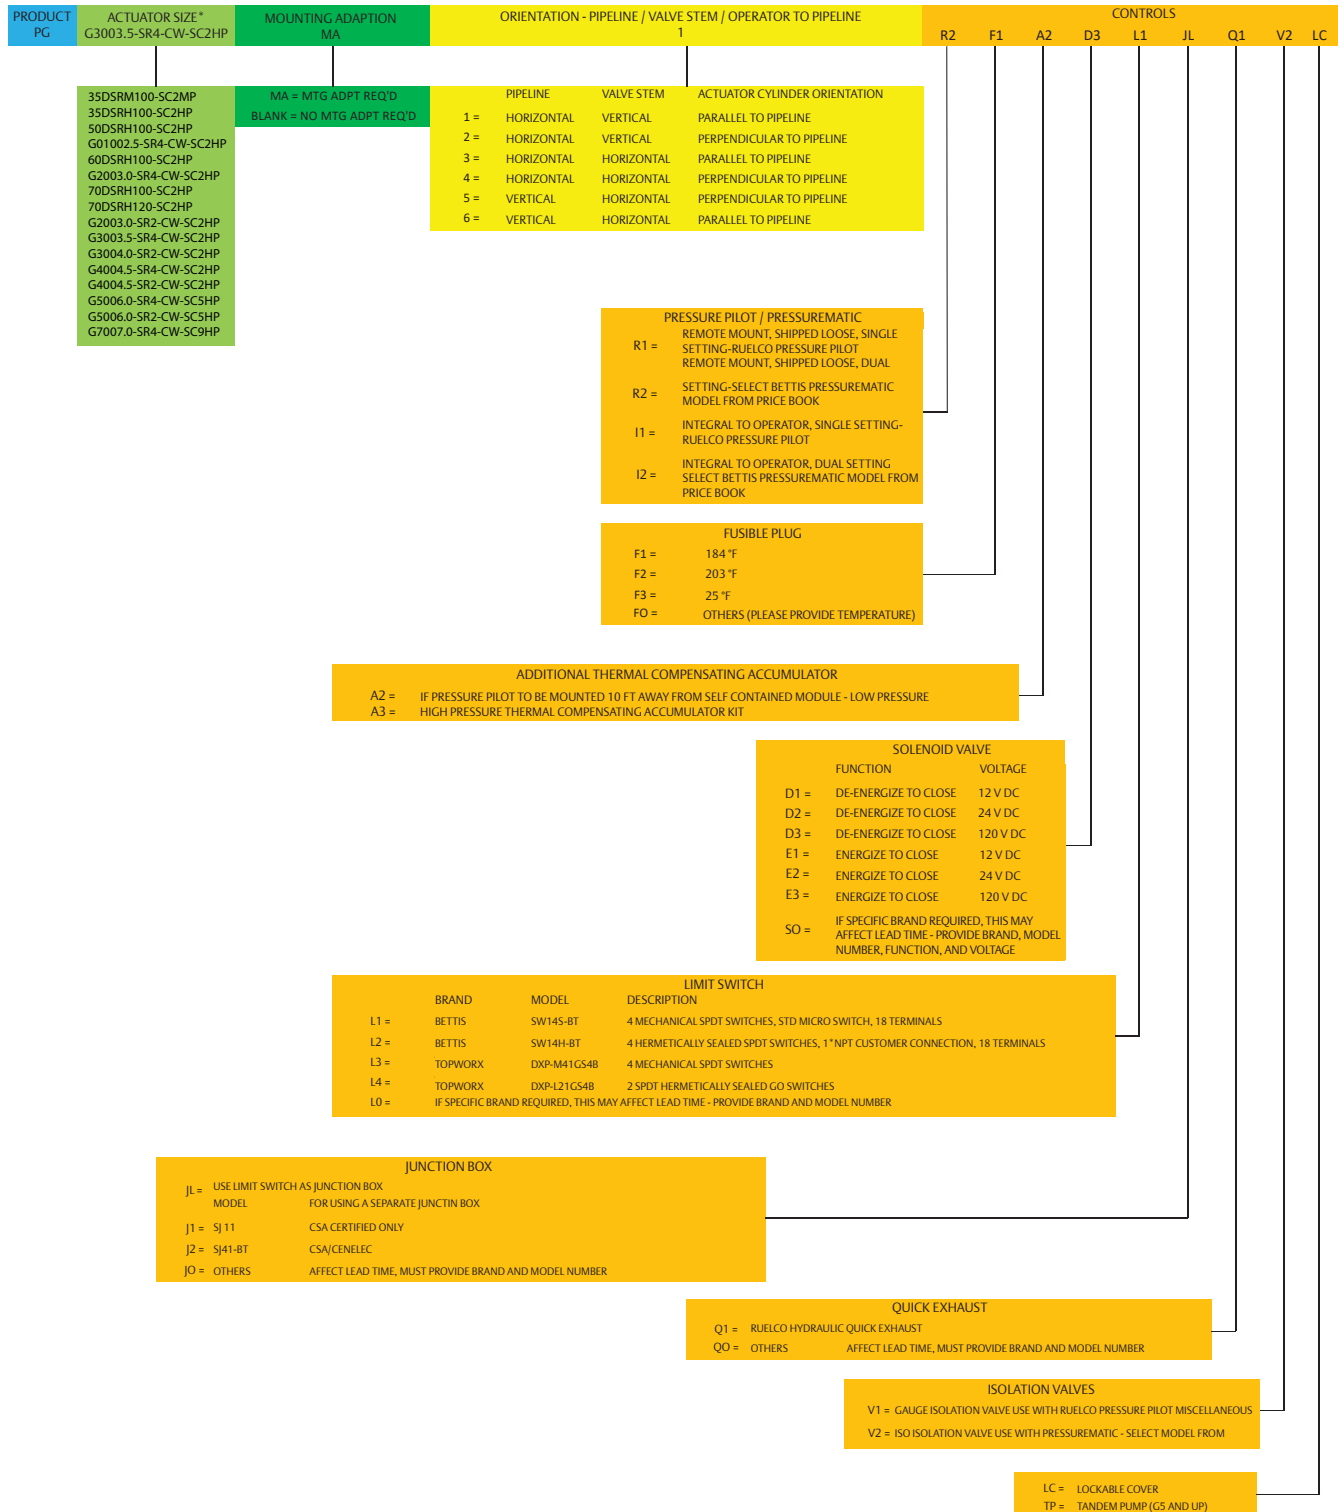 PRODUCT
PG
ACTUATOR SIZE*
G3003.5-SR4-CW-SC2HP
MOUNTING ADAPTION
MA
ORIENTATION - PIPELINE / VALVE STEM / OPERATOR TO PIPELINE
1
CONTROLS
R2 F1 A2 D3 L1 JL Q1 V2 LC
35DSRM100-SC2MP
35DSRH100-SC2HP
50DSRH100-SC2HP
G01002.5-SR4-CW-SC2HP
60DSRH100-SC2HP
G2003.0-SR4-CW-SC2HP
70DSRH100-SC2HP
70DSRH120-SC2HP
G2003.0-SR2-CW-SC2HP
G3003.5-SR4-CW-SC2HP
G3004.0-SR2-CW-SC2HP
G4004.5-SR4-CW-SC2HP
G4004.5-SR2-CW-SC2HP
G5006.0-SR4-CW-SC5HP
G5006.0-SR2-CW-SC5HP
G7007.0-SR4-CW-SC9HP
MA = MTG ADPT REQ'D
BLANK = NO MTG ADPT REQ'D
PIPELINE VALVE STEM ACTUATOR CYLINDER ORIENTATION
1 = HORIZONTAL VERTICAL PARALLEL TO PIPELINE
2 = HORIZONTAL VERTICAL PERPENDICULAR TO PIPELINE
3 = HORIZONTAL HORIZONTAL PARALLEL TO PIPELINE
4 = HORIZONTAL HORIZONTAL PERPENDICULAR TO PIPELINE
5 = VERTICAL HORIZONTAL PERPENDICULAR TO PIPELINE
6 = VERTICAL HORIZONTAL PARALLEL TO PIPELINE
PRESSURE PILOT / PRESSUREMATIC
R1 = REMOTE MOUNT, SHIPPED LOOSE, SINGLE
SETTING-RUELCO PRESSURE PILOT
REMOTE MOUNT, SHIPPED LOOSE, DUAL
R2 = SETTING-SELECT BETTIS PRESSUREMATIC
MODEL FROM PRICE BOOK
I1 = INTEGRAL TO OPERATOR, SINGLE SETTING-
RUELCO PRESSURE PILOT
I2 = INTEGRAL TO OPERATOR, DUAL SETTING
SELECT BETTIS PRESSUREMATIC MODEL FROM
PRICE BOOK
FUSIBLE PLUG
F1 = 184 °F
F2 = 203 °F
F3 = 25 °F
FO = OTHERS (PLEASE PROVIDE TEMPERATURE)
ADDITIONAL THERMAL COMPENSATING ACCUMULATOR
A2 = IF PRESSURE PILOT TO BE MOUNTED 10 FT AWAY FROM SELF CONTAINED MODULE - LOW PRESSURE
A3 = HIGH PRESSURE THERMAL COMPENSATING ACCUMULATOR KIT
SOLENOID VALVE
FUNCTION VOLTAGE
D1 = DE-ENERGIZE TO CLOSE 12 V DC
D2 = DE-ENERGIZE TO CLOSE 24 V DC
D3 = DE-ENERGIZE TO CLOSE 120 V DC
E1 = ENERGIZE TO CLOSE 12 V DC
E2 = ENERGIZE TO CLOSE 24 V DC
E3 = ENERGIZE TO CLOSE 120 V DC
SO = IF SPECIFIC BRAND REQUIRED, THIS MAY
AFFECT LEAD TIME - PROVIDE BRAND, MODEL
NUMBER, FUNCTION, AND VOLTAGE
LIMIT SWITCH
BRAND MODEL DESCRIPTION
L1 = BETTIS SW14S-BT 4 MECHANICAL SPDT SWITCHES, STD MICRO SWITCH, 18 TERMINALS
L2 = BETTIS SW14H-BT 4 HERMETICALLY SEALED SPDT SWITCHES, 1" NPT CUSTOMER CONNECTION, 18 TERMINALS
L3 = TOPWORX DXP-M41GS4B 4 MECHANICAL SPDT SWITCHES
L4 = TOPWORX DXP-L21GS4B 2 SPDT HERMETICALLY SEALED GO SWITCHES
L0 = IF SPECIFIC BRAND REQUIRED, THIS MAY AFFECT LEAD TIME - PROVIDE BRAND AND MODEL NUMBER
JUNCTION BOX
JL = USE LIMIT SWITCH AS JUNCTION BOX
MODEL FOR USING A SEPARATE JUNCTIN BOX
J1 = SJ 11 CSA CERTIFIED ONLY
J2 = SJ41-BT CSA/CENELEC
JO = OTHERS AFFECT LEAD TIME, MUST PROVIDE BRAND AND MODEL NUMBER
QUICK EXHAUST
Q1 = RUELCO HYDRAULIC QUICK EXHAUST
QO = OTHERS AFFECT LEAD TIME, MUST PROVIDE BRAND AND MODEL NUMBER
ISOLATION VALVES
V1 = GAUGE ISOLATION VALVE USE WITH RUELCO PRESSURE PILOT MISCELLANEOUS
V2 = ISO ISOLATION VALVE USE WITH PRESSUREMATIC - SELECT MODEL FROM
LC = LOCKABLE COVER
TP = TANDEM PUMP (G5 AND UP)